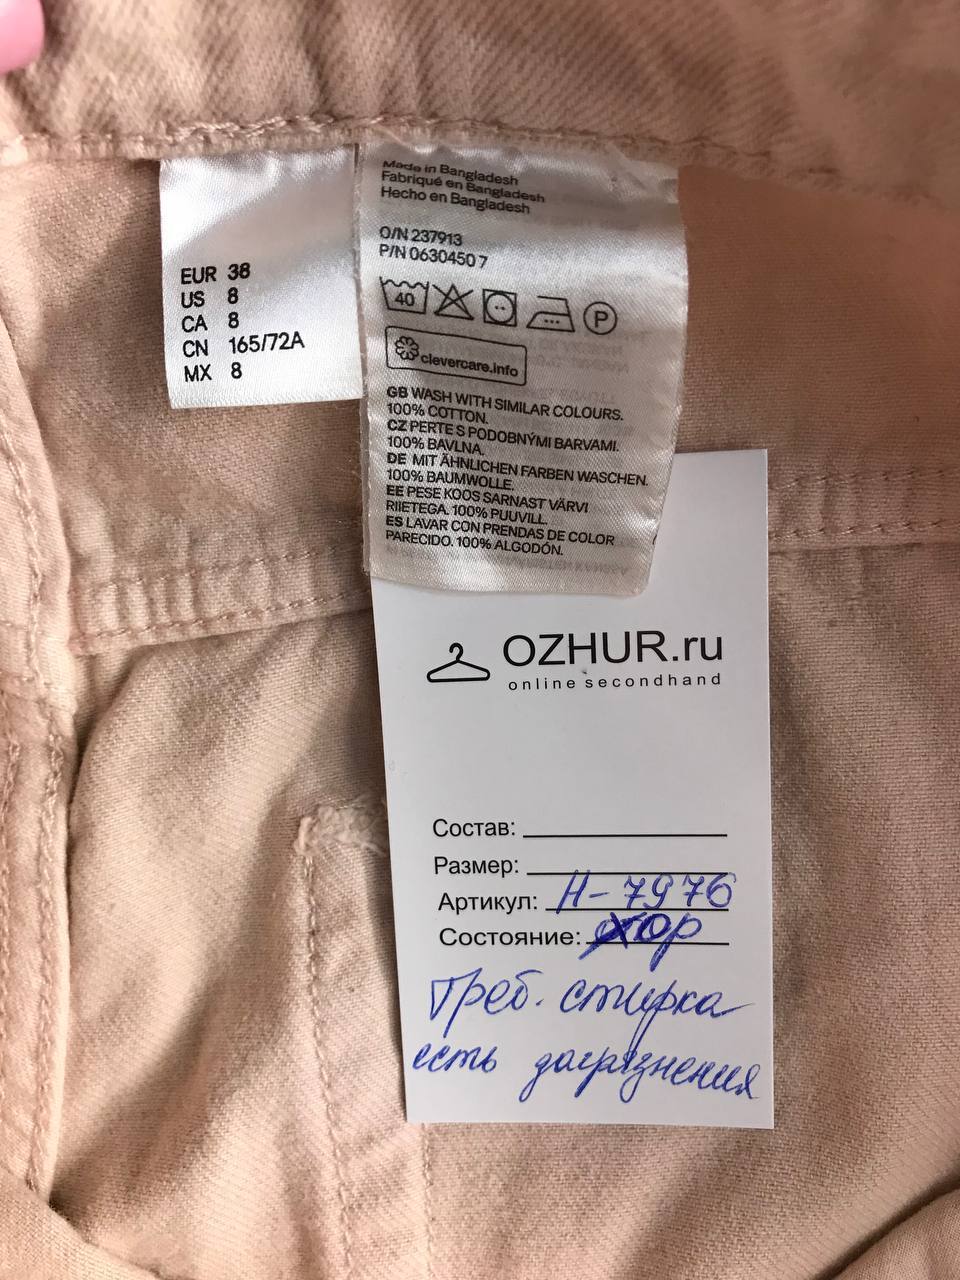 EUR 38
US 8
CA 8
CN 165/72A
MX 8
Made in Bangladesh
Fabriqué en Bangladesh
Hecho en Bangladesh
O/N 237913
P/N 0630450 7
40
P
clevercare.info
GB WASH WITH SIMILAR COLOURS.
100% COTTON.
CZ PERTE S PODOBNÝMI BARVAMI.
100% BAVLNA.
DE MIT ÄHNLICHEN FARBEN WASCHEN.
100% BAUMWOLLE.
EE PESE KOOS SARNAST VÄRVI
RIIETEGA. 100% PUUVILL.
ES LAVAR CON PRENDAS DE COLOR
PARECIDO. 100% ALGODÓN.
OZHUR.ru
online secondhand
Состав:
Размер:
Артикул: Н-7976
Состояние: хор
Треб. стирка
есть загрязнения